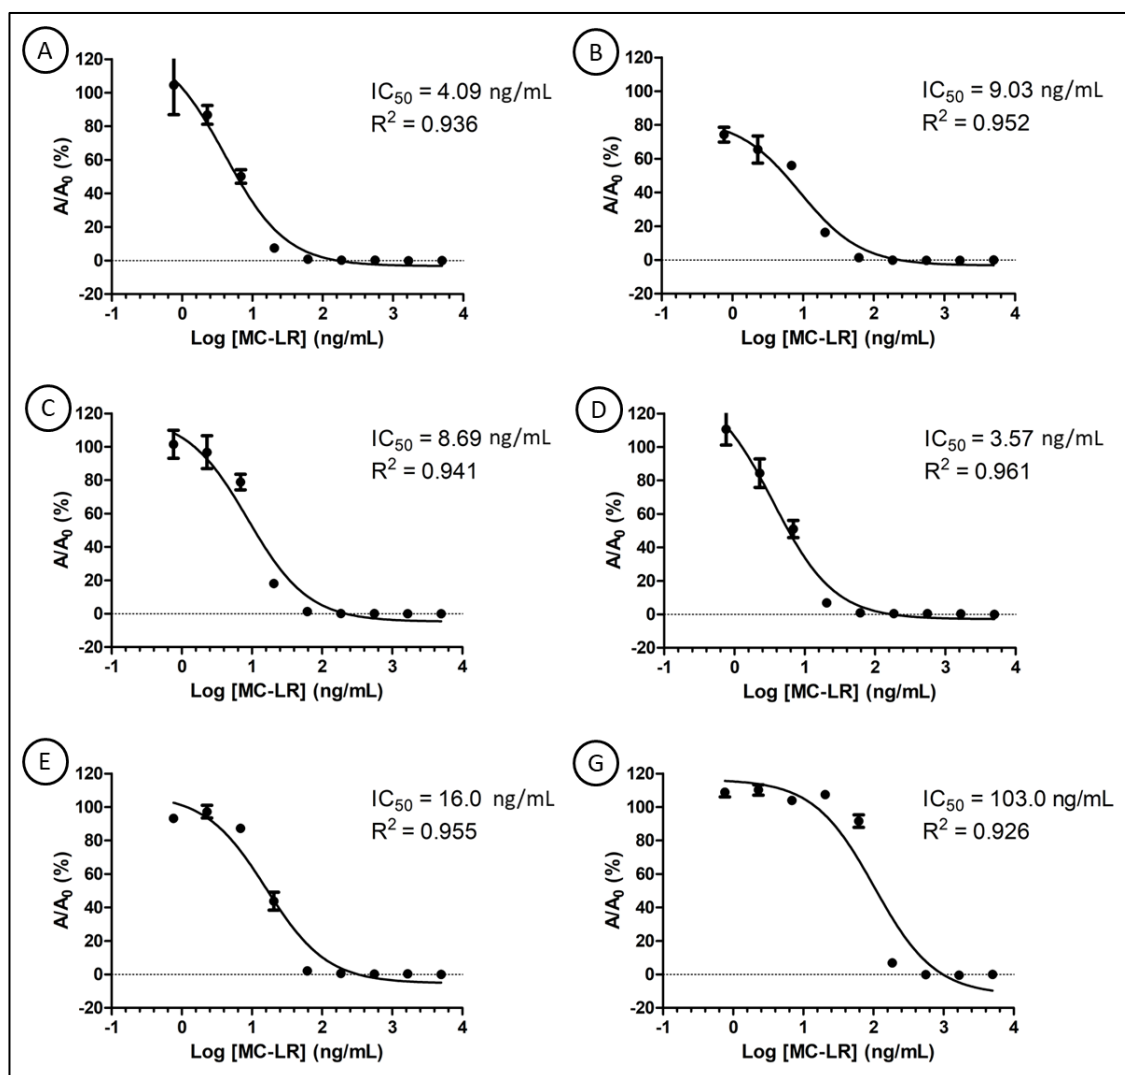 A
120
100
80
60
40
20
0
-20
A/A0 (%)
-1 0 1 2 3 4
Log [MC-LR] (ng/mL)
IC50 = 4.09 ng/mL
R2 = 0.936
B
120
100
80
60
40
20
0
-20
A/A0 (%)
-1 0 1 2 3 4
Log [MC-LR] (ng/mL)
IC50 = 9.03 ng/mL
R2 = 0.952
C
120
100
80
60
40
20
0
-20
A/A0 (%)
-1 0 1 2 3 4
Log [MC-LR] (ng/mL)
IC50 = 8.69 ng/mL
R2 = 0.941
D
120
100
80
60
40
20
0
-20
A/A0 (%)
-1 0 1 2 3 4
Log [MC-LR] (ng/mL)
IC50 = 3.57 ng/mL
R2 = 0.961
E
120
100
80
60
40
20
0
-20
A/A0 (%)
-1 0 1 2 3 4
Log [MC-LR] (ng/mL)
IC50 = 16.0 ng/mL
R2 = 0.955
G
120
100
80
60
40
20
0
-20
A/A0 (%)
-1 0 1 2 3 4
Log [MC-LR] (ng/mL)
IC50 = 103.0 ng/mL
R2 = 0.926